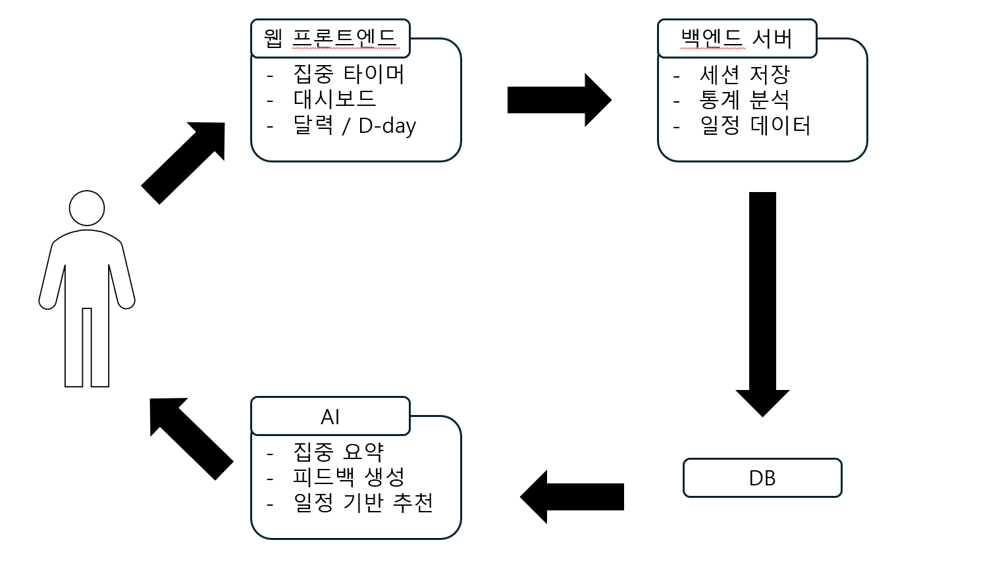 웹 프론트엔드
- 집중 타이머
- 대시보드
- 달력 / D-day
백엔드 서버
- 세션 저장
- 통계 분석
- 일정 데이터
AI
- 집중 요약
- 피드백 생성
- 일정 기반 추천
DB